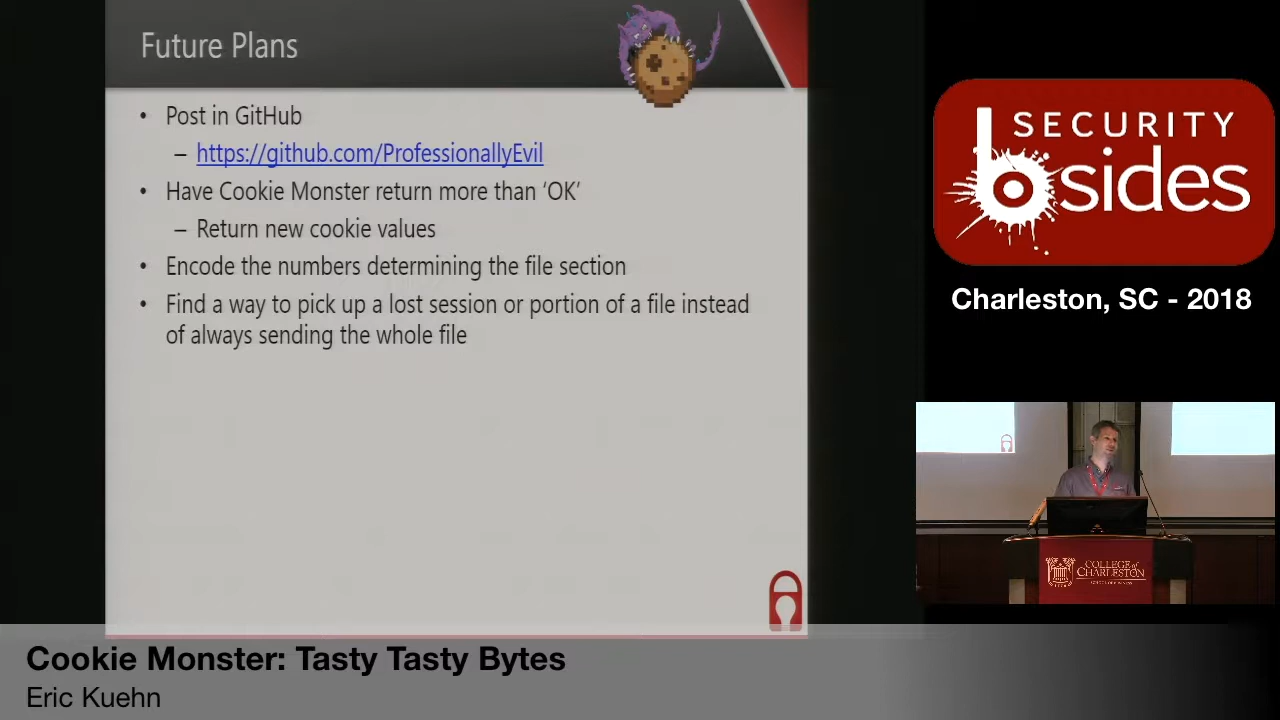 Future Plans
• Post in GitHub
– https://github.com/ProfessionallyEvil
• Have Cookie Monster return more than ‘OK’
– Return new cookie values
• Encode the numbers determining the file section
• Find a way to pick up a lost session or portion of a file instead
of always sending the whole file
SECURITY
bsides
Charleston, SC - 2018
COLLEGE of
CHARLESTON
Cookie Monster: Tasty Tasty Bytes
Eric Kuehn